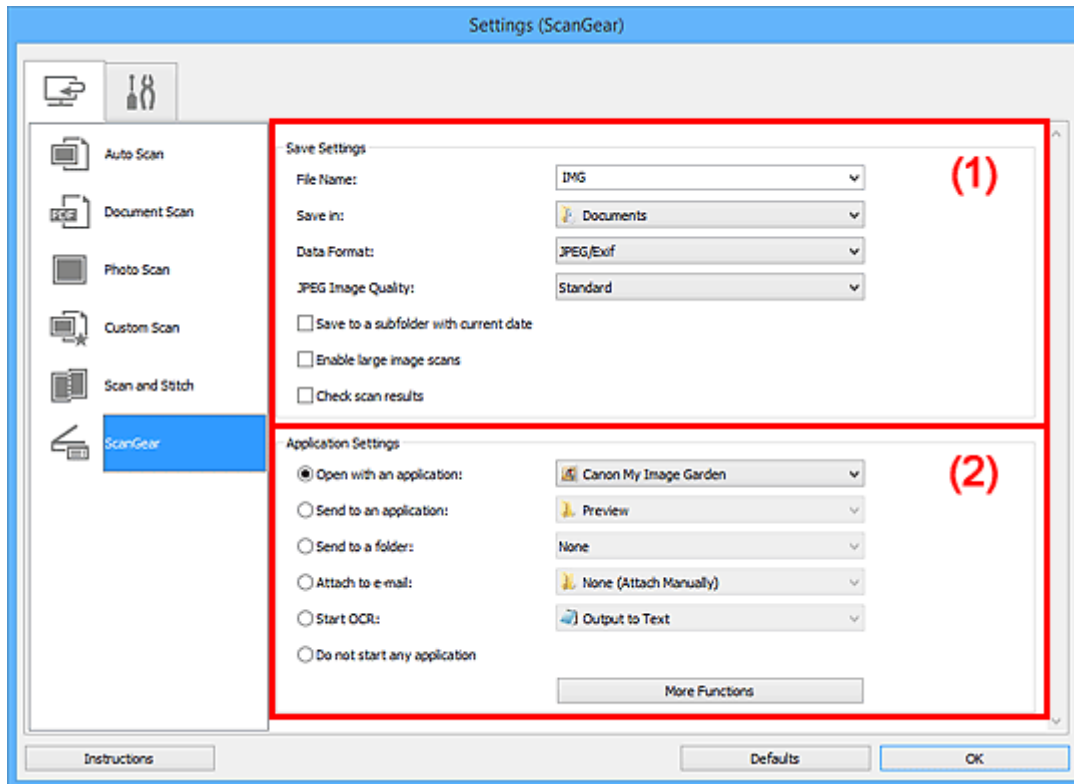 Settings (ScanGear)
Auto Scan
Document Scan
Photo Scan
Custom Scan
Scan and Stitch
ScanGear
PDF
Save Settings
(1)
File Name: IMG
Save in: Documents
Data Format: JPEG/Exif
JPEG Image Quality: Standard
Save to a subfolder with current date
Enable large image scans
Check scan results
Application Settings
(2)
Open with an application: Canon My Image Garden
Send to an application: Preview
Send to a folder: None
Attach to e-mail: None (Attach Manually)
Start OCR: Output to Text
Do not start any application
More Functions
Instructions
Defaults
OK